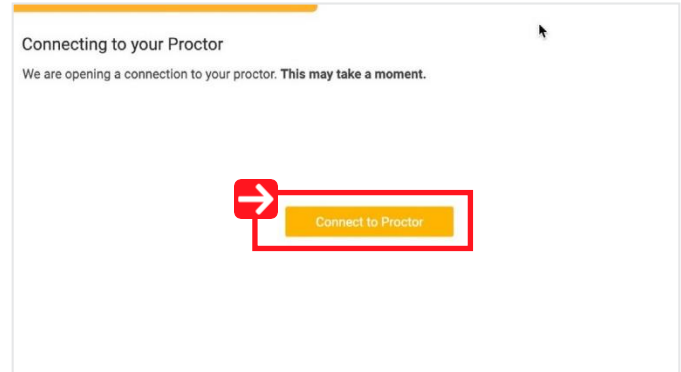 Connecting to your Proctor
We are opening a connection to your proctor. This may take a moment.
Connect to Proctor